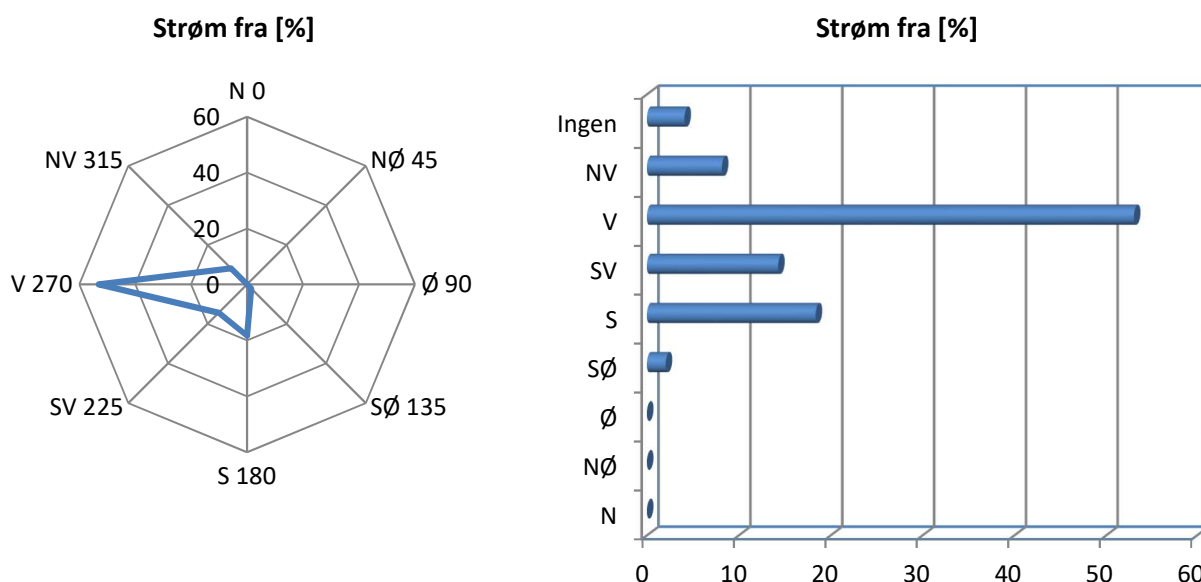 Strøm fra [%]
N 0
60
NV 315
NØ 45
40
20
V 270
0
Ø 90
SV 225
SØ 135
S 180
Strøm fra [%]
Ingen
NV
V
SV
S
SØ
Ø
NØ
N
0 10 20 30 40 50 60